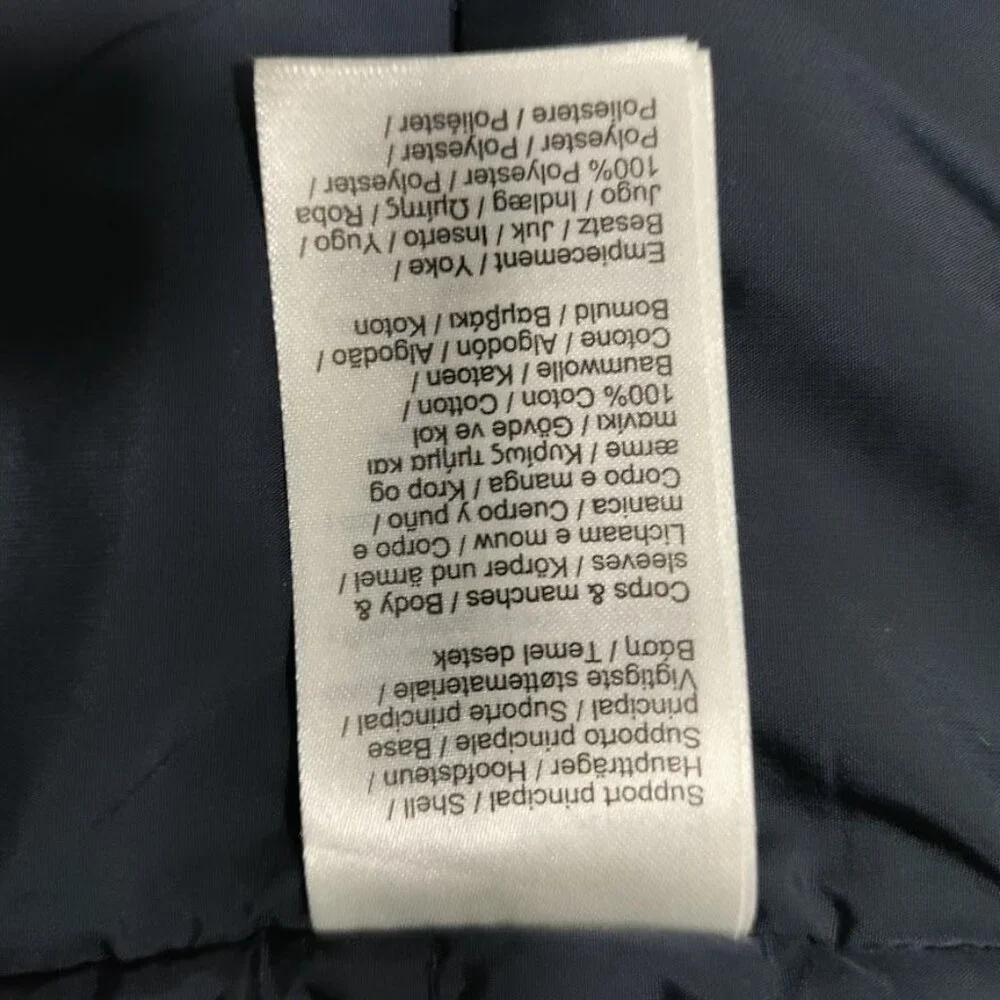 Support principal / Shell /
Hauptträger / Hoofdsteun /
Supporto principale / Base
principal / Suporte principal /
Vigtigste støttemateriale /
Βάση / Temel destek
Corps & manches / Body &
sleeves / Körper und ärmel /
Lichaam e mouw / Corpo e
manica / Cuerpo y puño /
Corpo e manga / Krop og
ærme / Κυρίως τμήμα και
μανίκι / Gövde ve kol
100% Coton / Cotton /
Baumwolle / Katoen /
Cotone / Algodón / Algodão /
Bomuld / Βαμβάκι / Koton
Empiecement / Yoke /
Besatz / Juk / Inserto / Yugo /
Jugo / Indlæg / Ωμίτης / Roba
100% Polyester / Polyester /
Polyester / Polyester /
Poliestere / Poliéster /